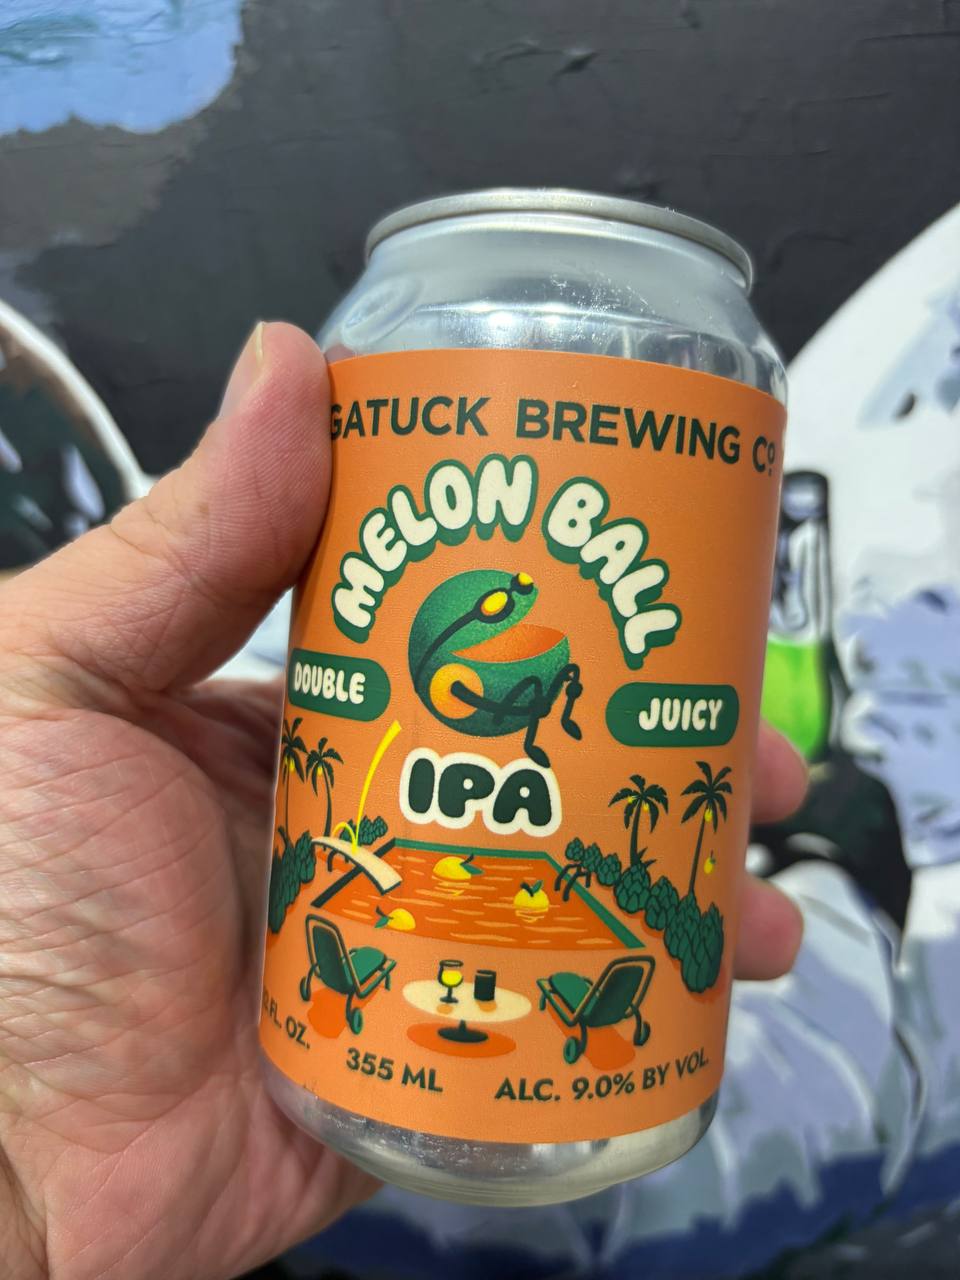 GATUCK BREWING Co.
MELON BALL
DOUBLE
JUICY
IPA
FL. OZ.
355 ML
ALC. 9.0% BY VOL.